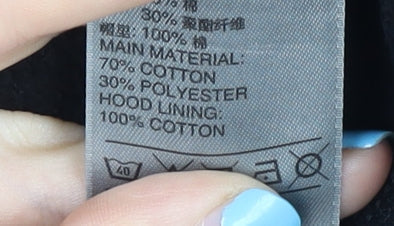 % 棉
30% 聚酯纤维
帽里: 100% 棉
MAIN MATERIAL:
70% COTTON
30% POLYESTER
HOOD LINING:
100% COTTON
40